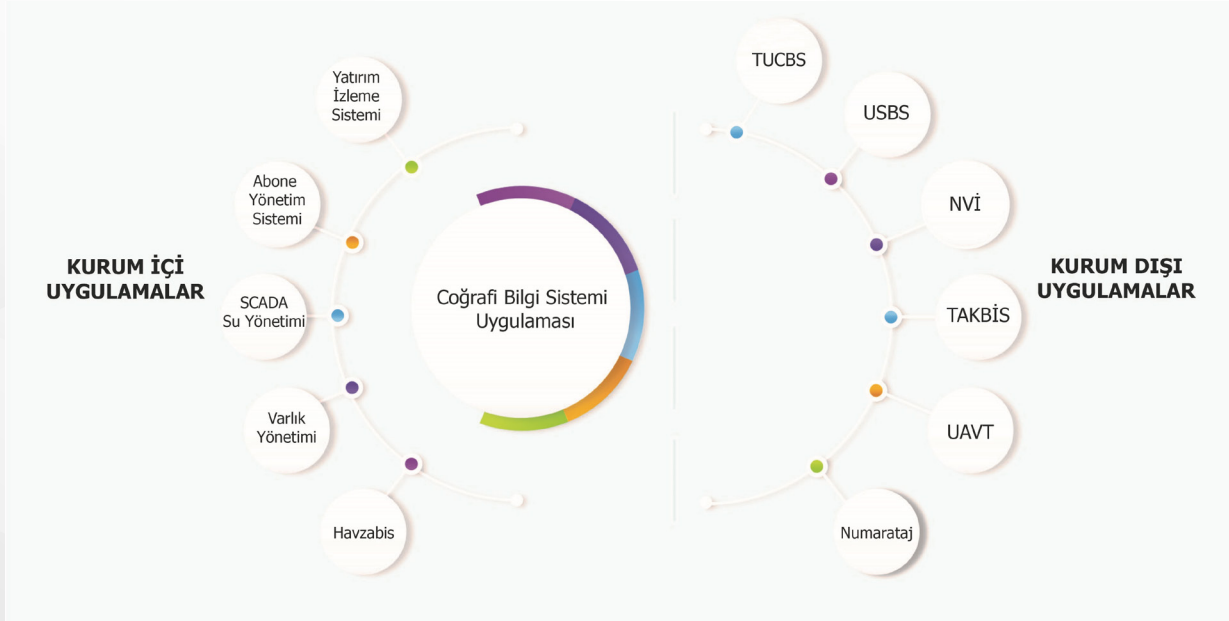 KURUM İÇİ
UYGULAMALAR
Yatırım
İzleme
Sistemi
Abone
Yönetim
Sistemi
SCADA
Su Yönetimi
Varlık
Yönetimi
Havzabis
Coğrafi Bilgi Sistemi
Uygulaması
TUCBS
USBS
NVİ
TAKBİS
UAVT
Numarataj
KURUM DIŞI
UYGULAMALAR